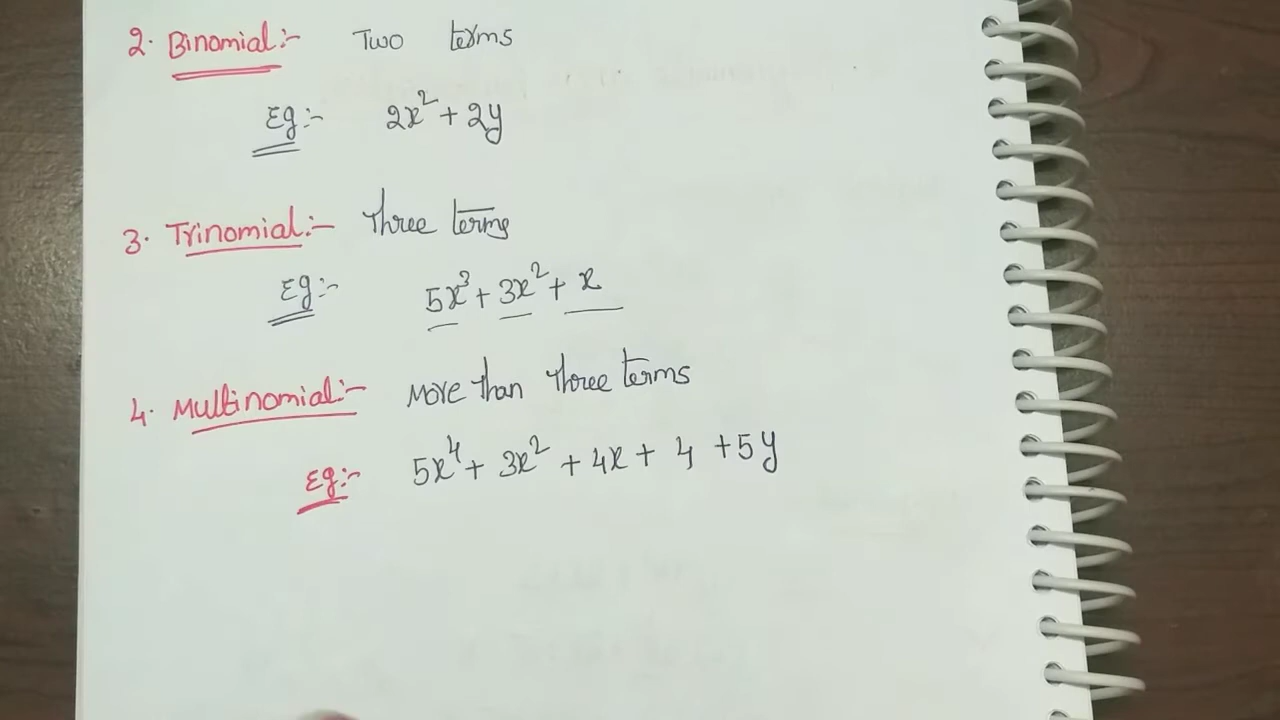 2. Binomial:- Two terms
Eg:- 2x² + 2y
3. Trinomial:- Three terms
Eg:- 5x³ + 3x² + x
4. Multinomial:- More than three terms
Eg:- 5x⁴ + 3x² + 4x + 4 + 5y